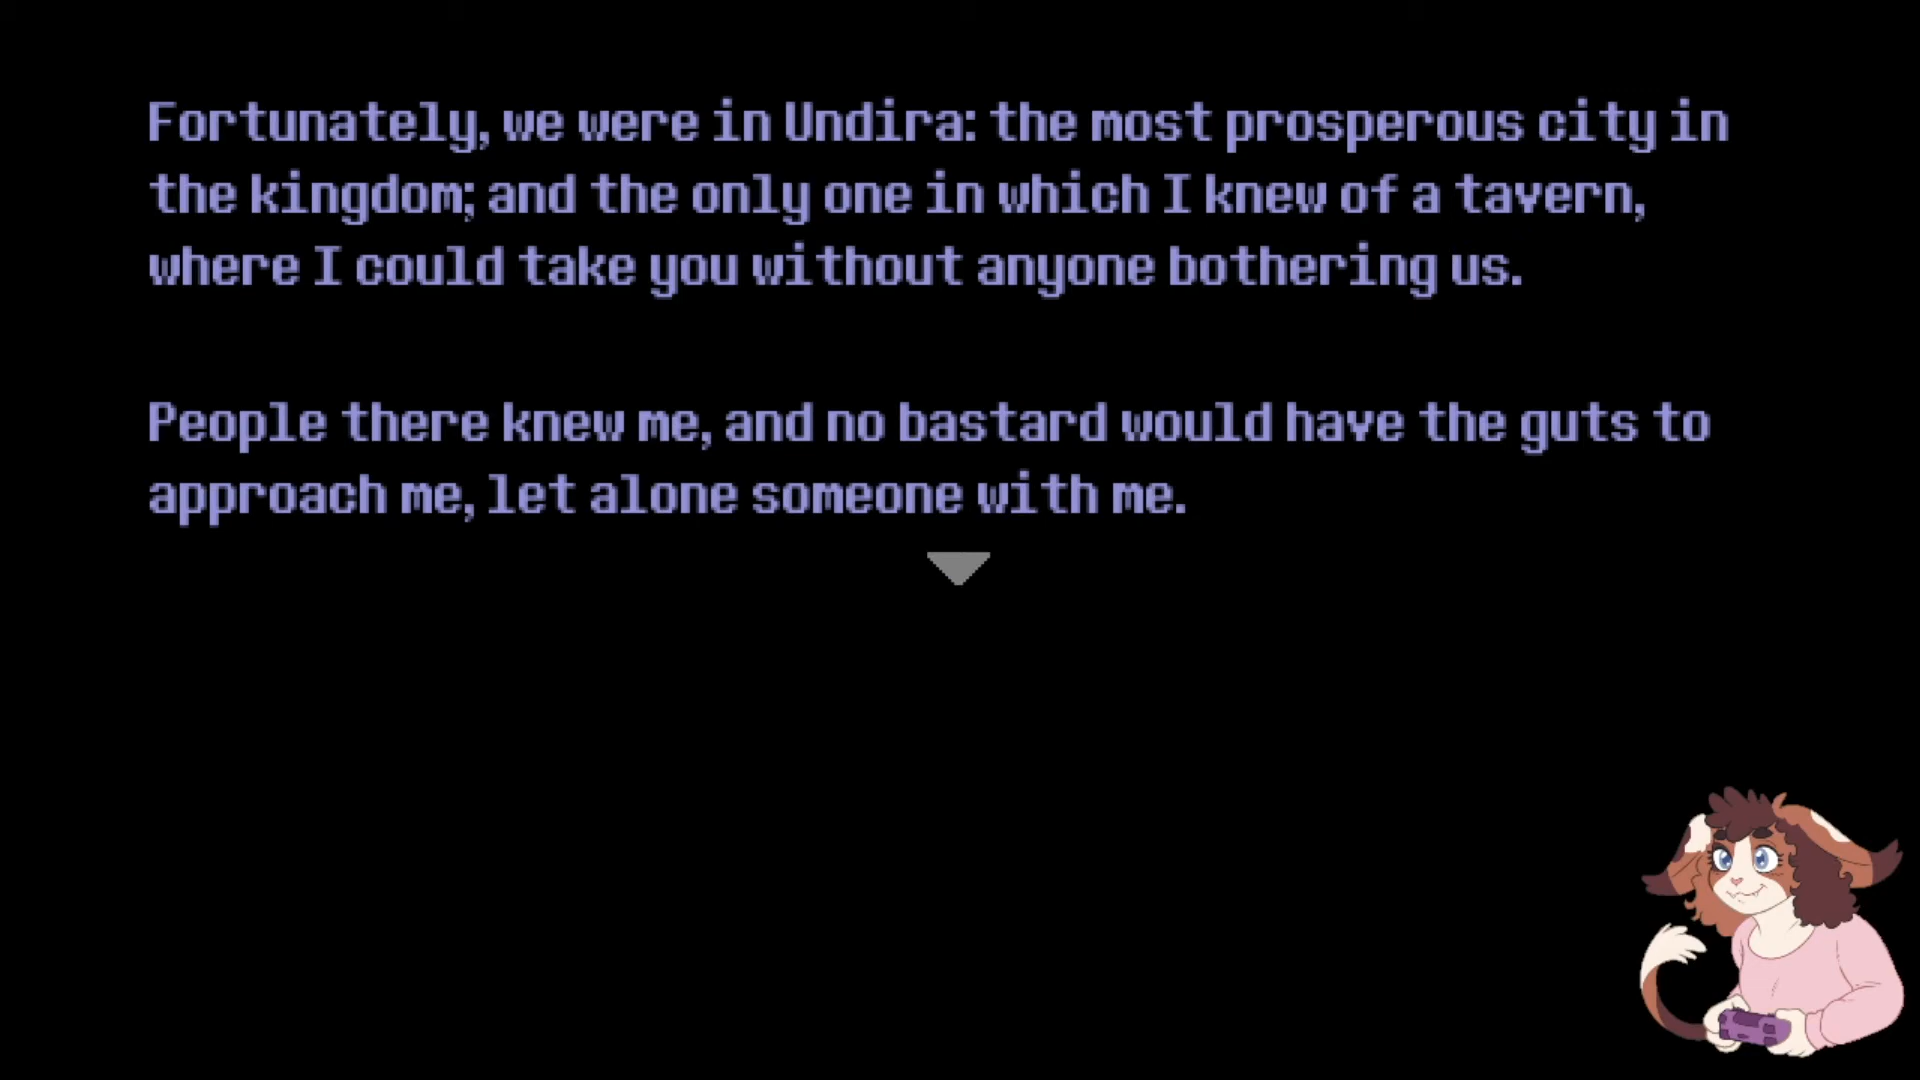 Fortunately, we were in Undira: the most prosperous city in
the kingdom; and the only one in which I knew of a tavern,
where I could take you without anyone bothering us.
People there knew me, and no bastard would have the guts to
approach me, let alone someone with me.